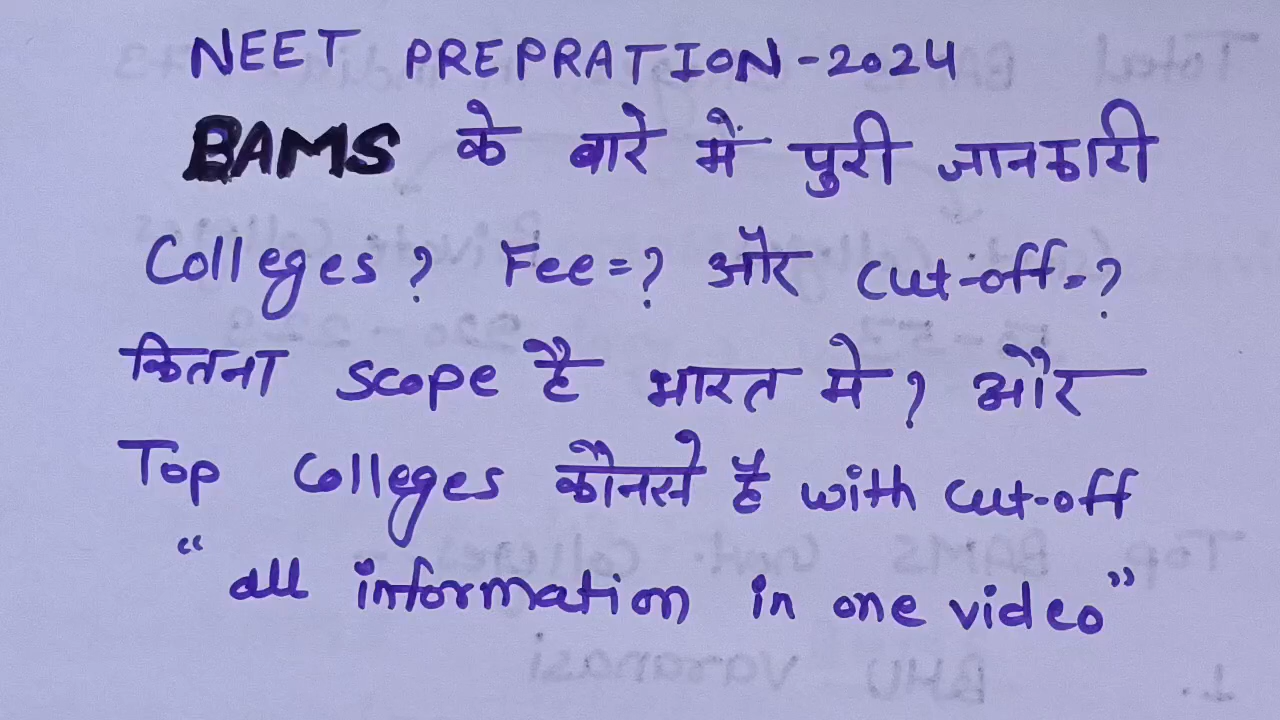 NEET PREPRATION-2024
BAMS के बारे में पुरी जानकारी
Colleges? Fee=? और cut-off=?
कितना scope है भारत मे? और
Top Colleges कौनसे है with cut-off
“all information in one video”